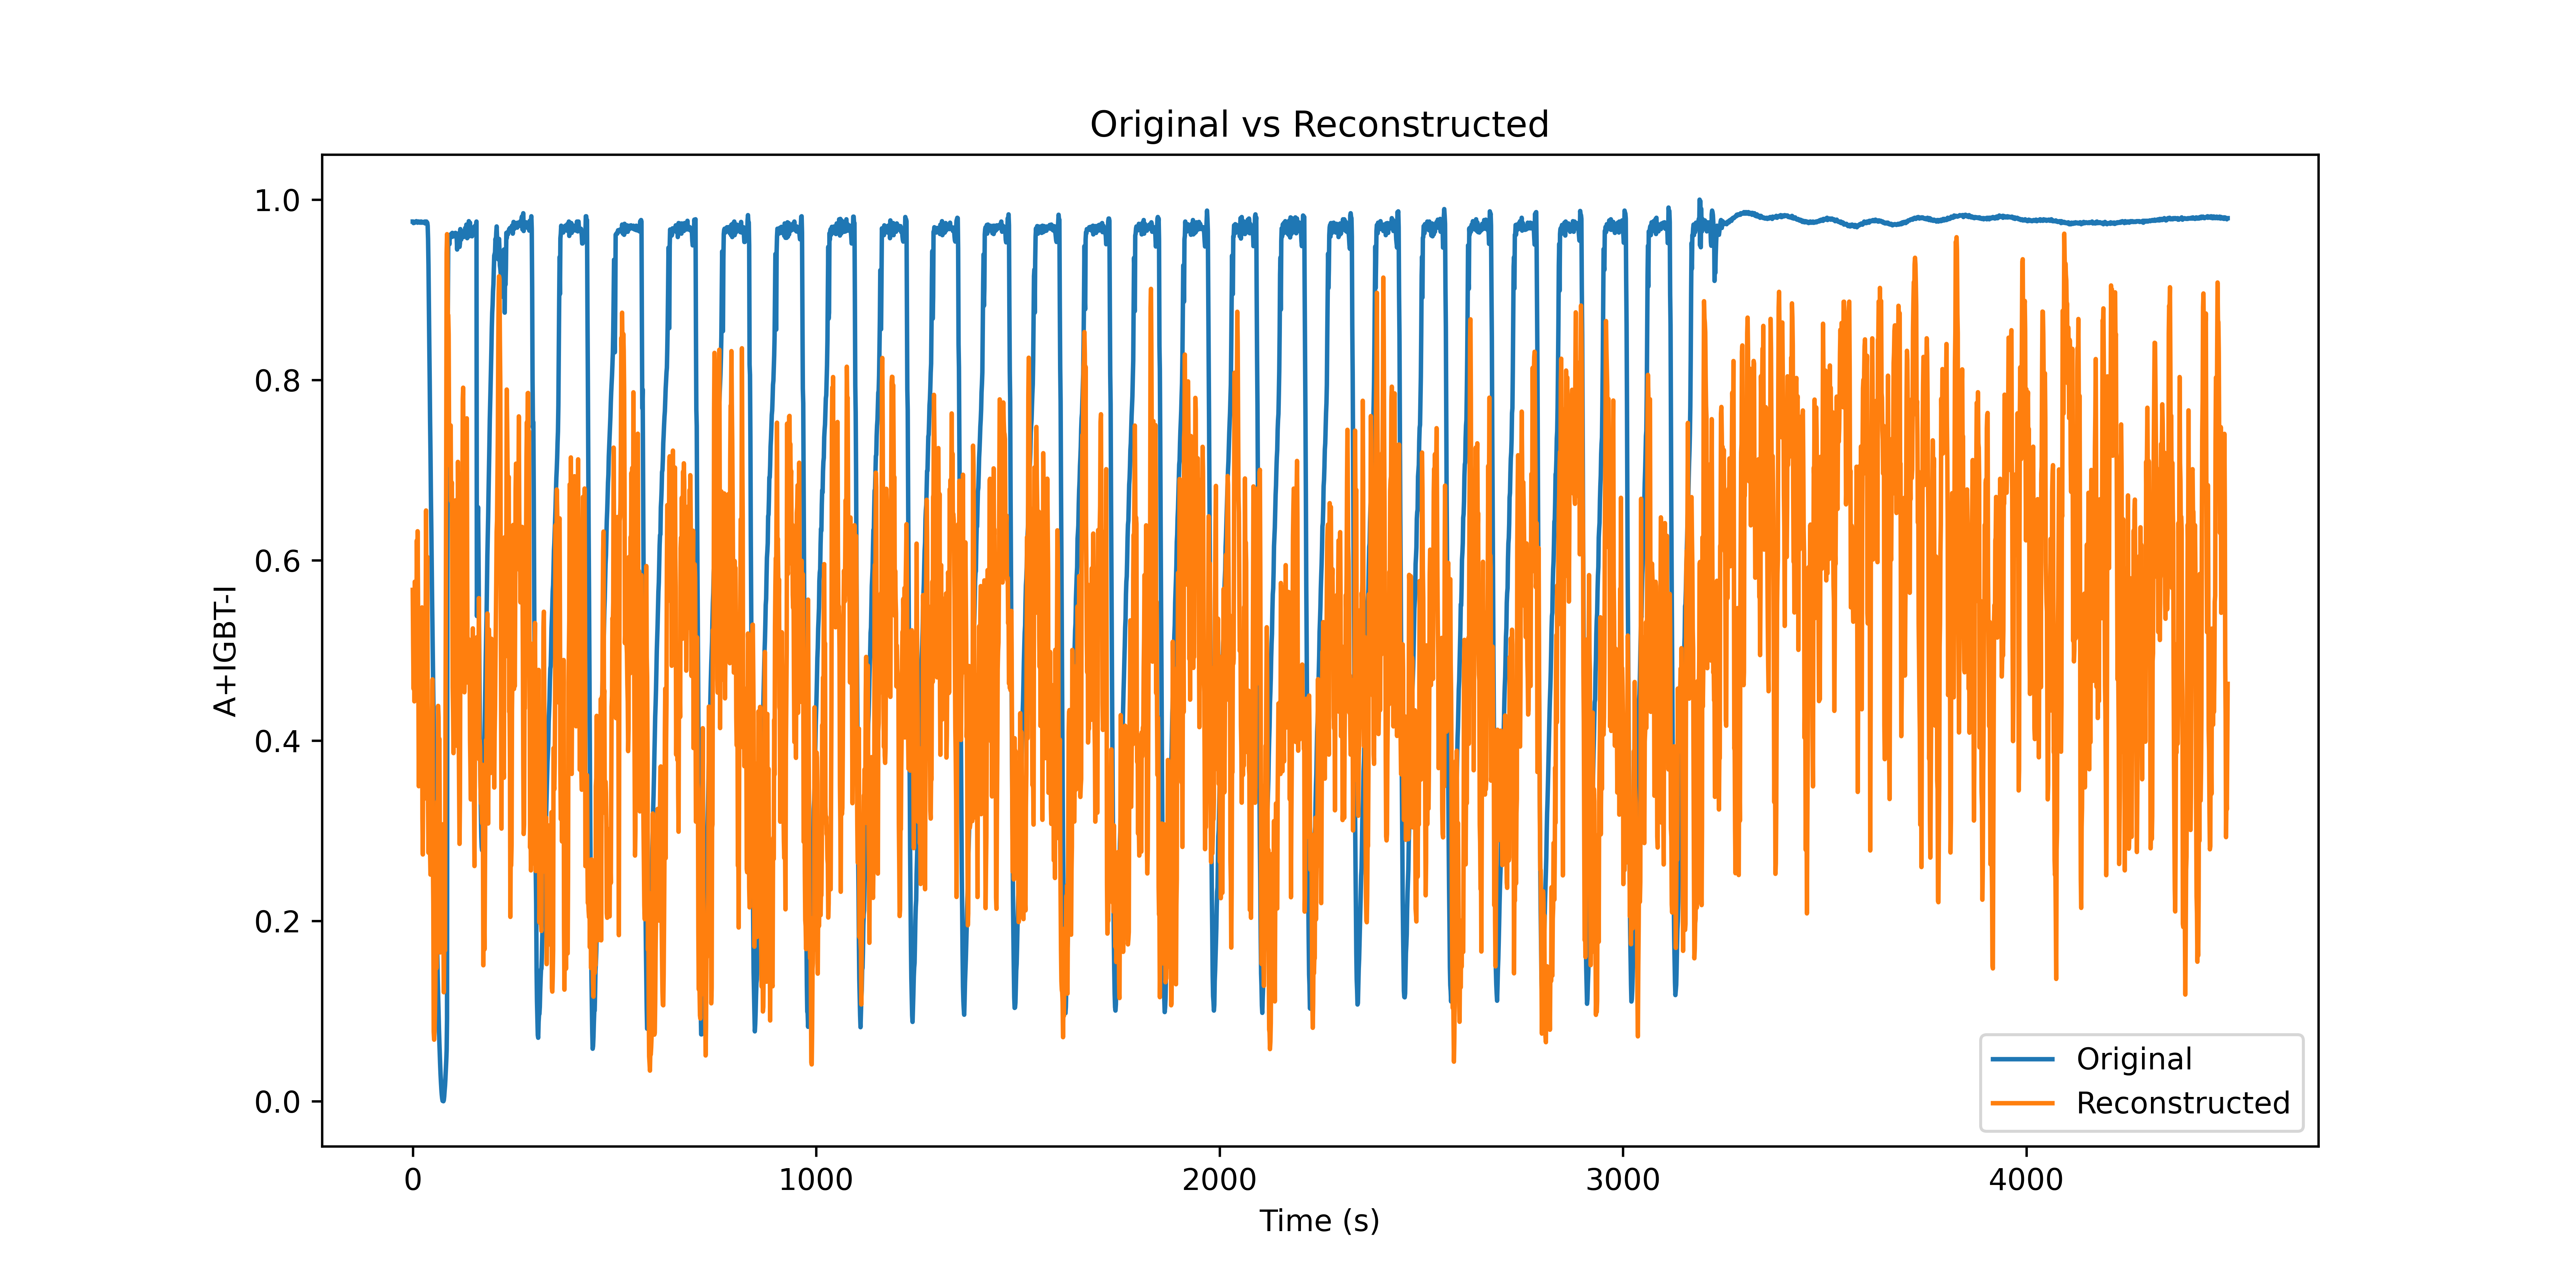 Original vs Reconstructed
1.0
0.8
0.6
0.4
0.2
0.0
A+IGBT-I
0
1000
2000
3000
4000
Time (s)
Original
Reconstructed